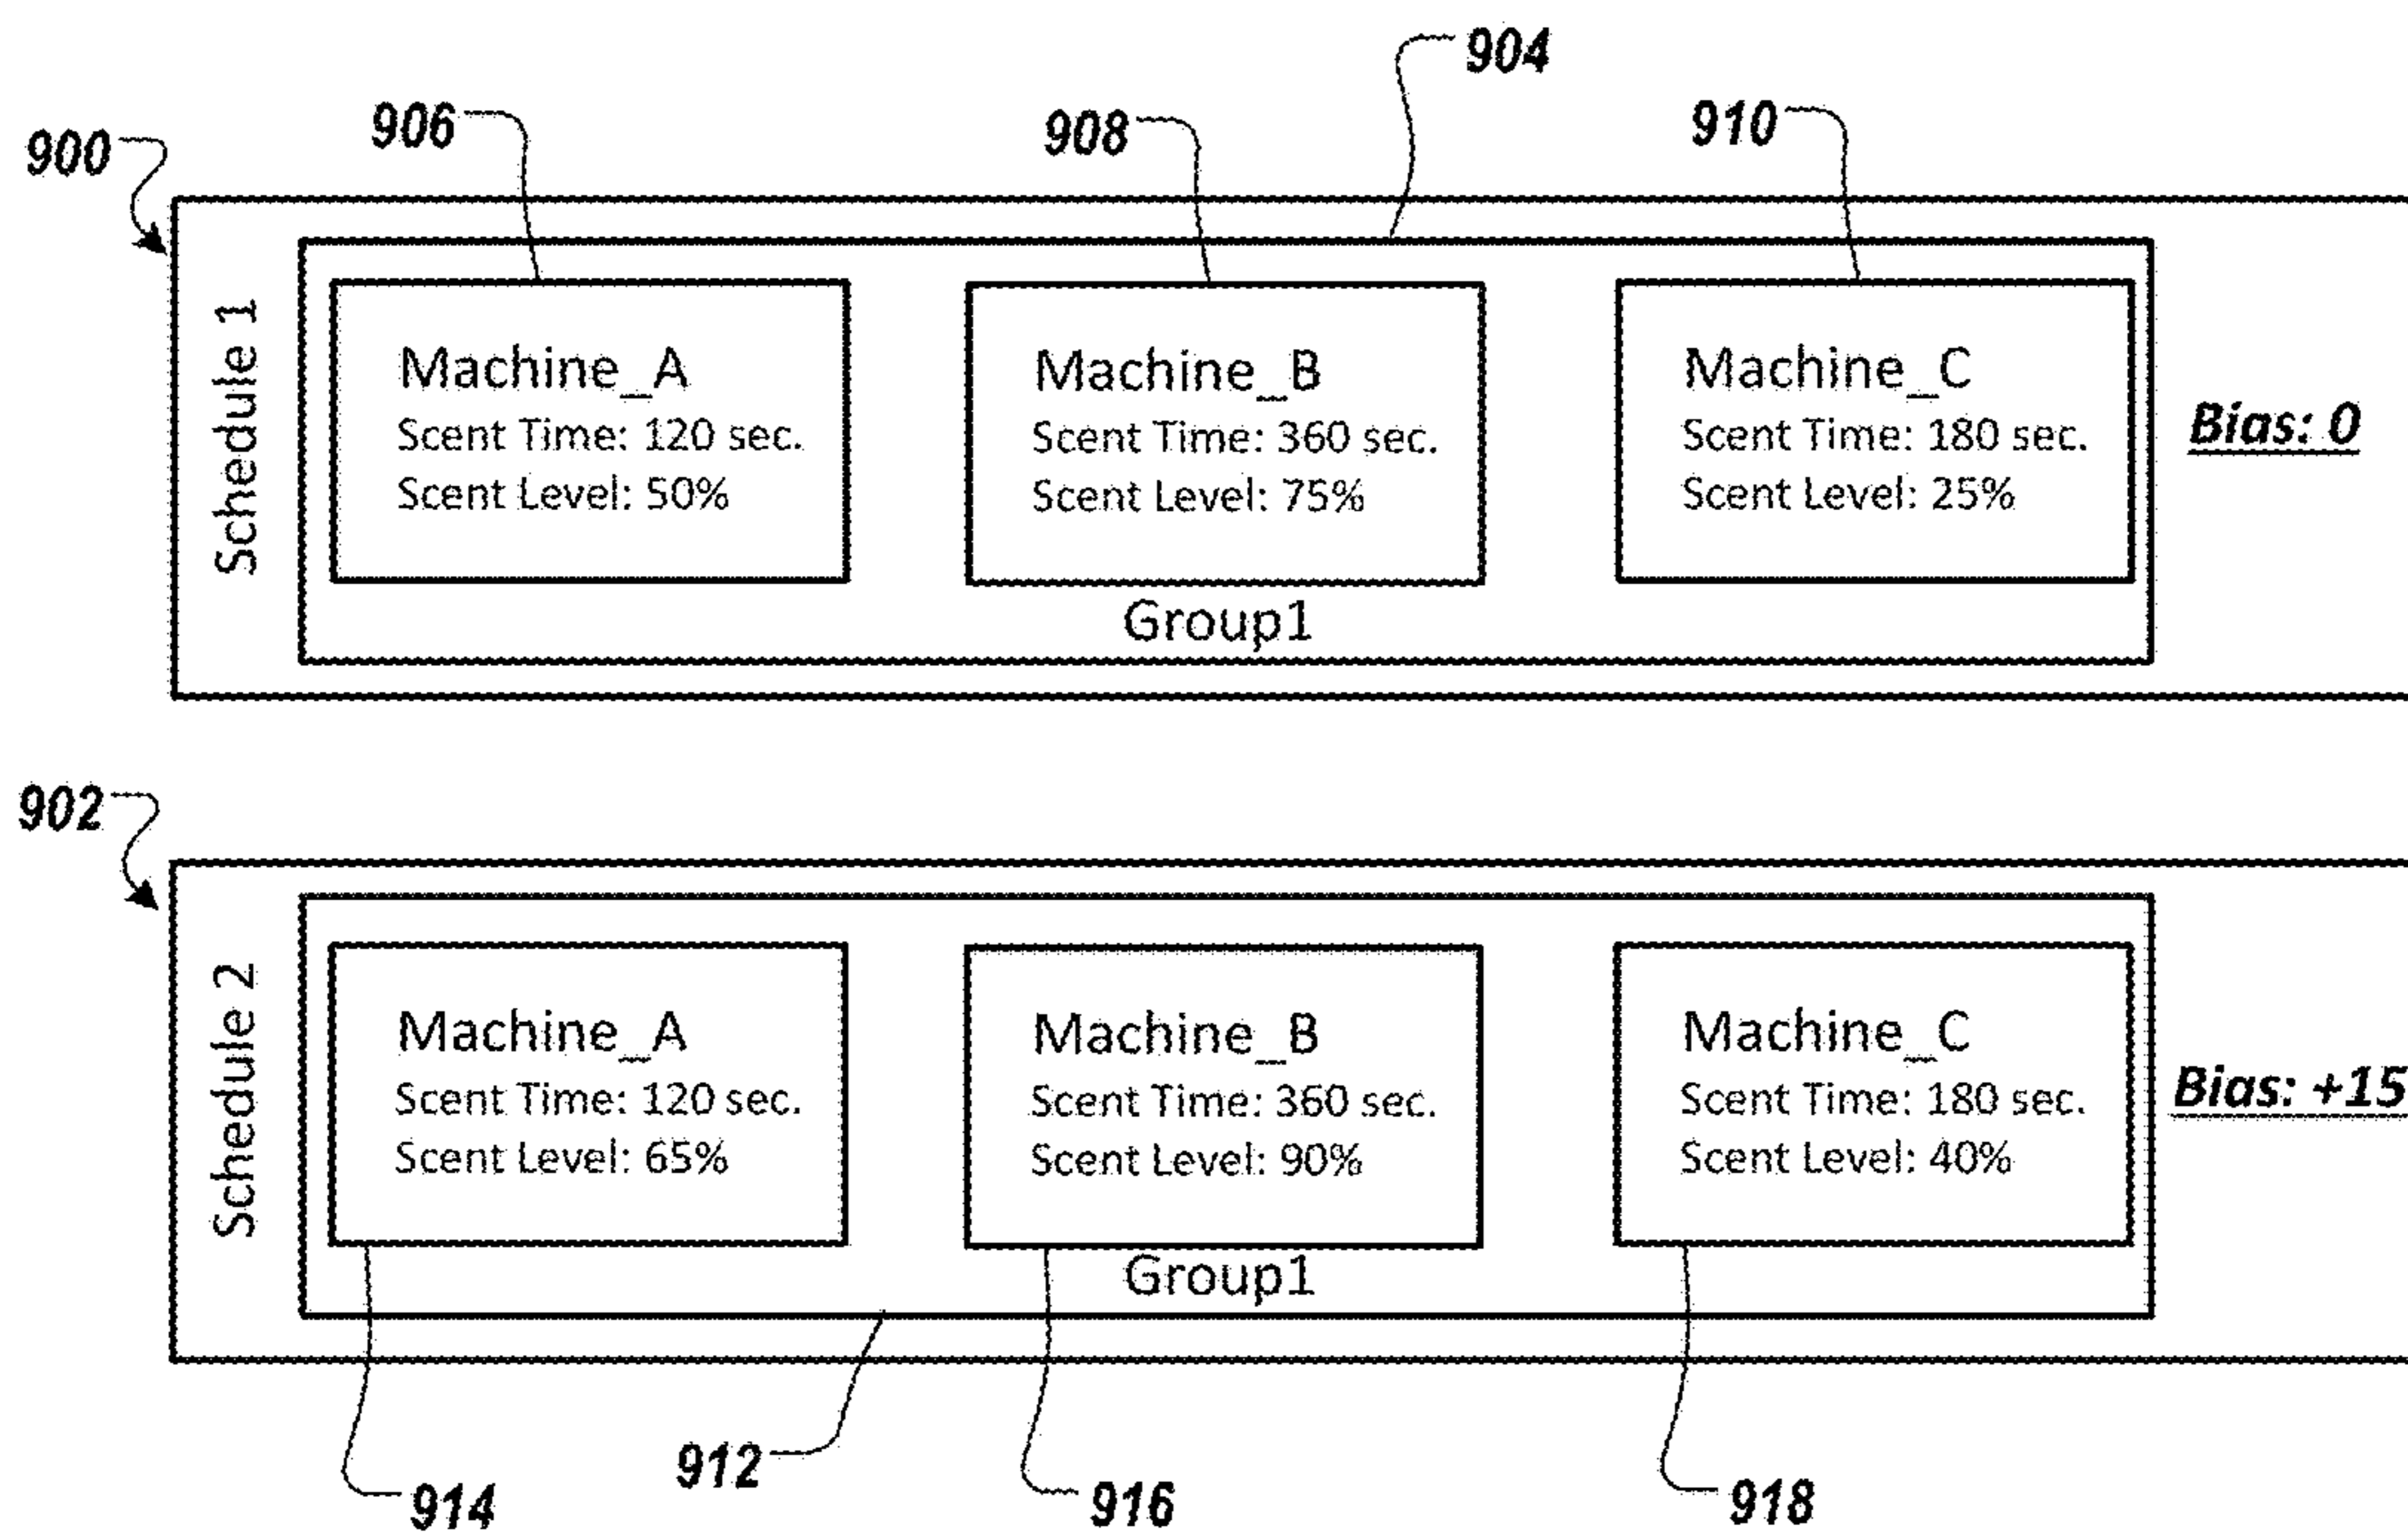 904
906
908
910
900
Schedule 1
Machine_A
Scent Time: 120 sec.
Scent Level: 50%
Machine_B
Scent Time: 360 sec.
Scent Level: 75%
Machine_C
Scent Time: 180 sec.
Scent Level: 25%
Bias: 0
Group1
902
Schedule 2
Machine_A
Scent Time: 120 sec.
Scent Level: 65%
Machine_B
Scent Time: 360 sec.
Scent Level: 90%
Machine_C
Scent Time: 180 sec.
Scent Level: 40%
Bias: +15
Group1
912
914
916
918